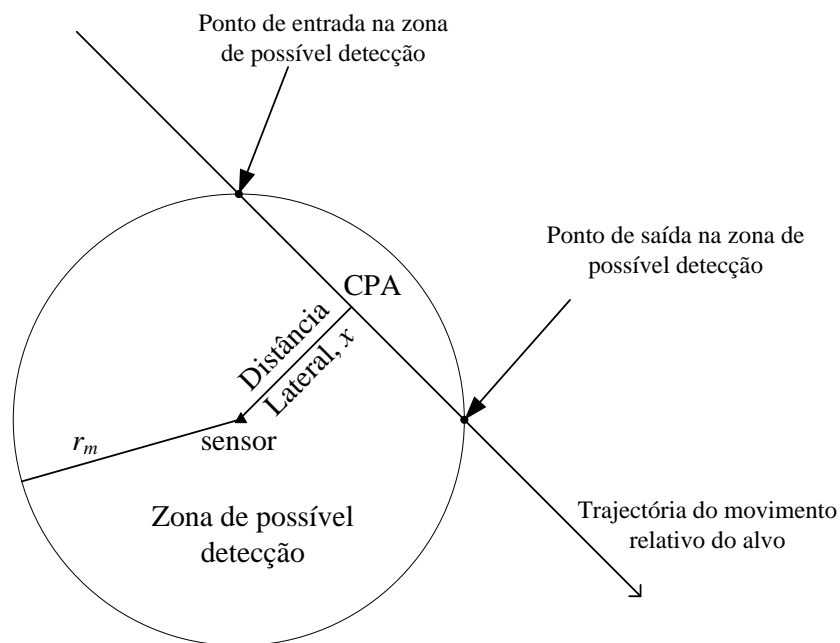 Ponto de entrada na zona
de possível detecção
Ponto de saída na zona de
possível detecção
CPA
Distância
Lateral, x
r_m
sensor
Zona de possível
detecção
Trajectória do movimento
relativo do alvo